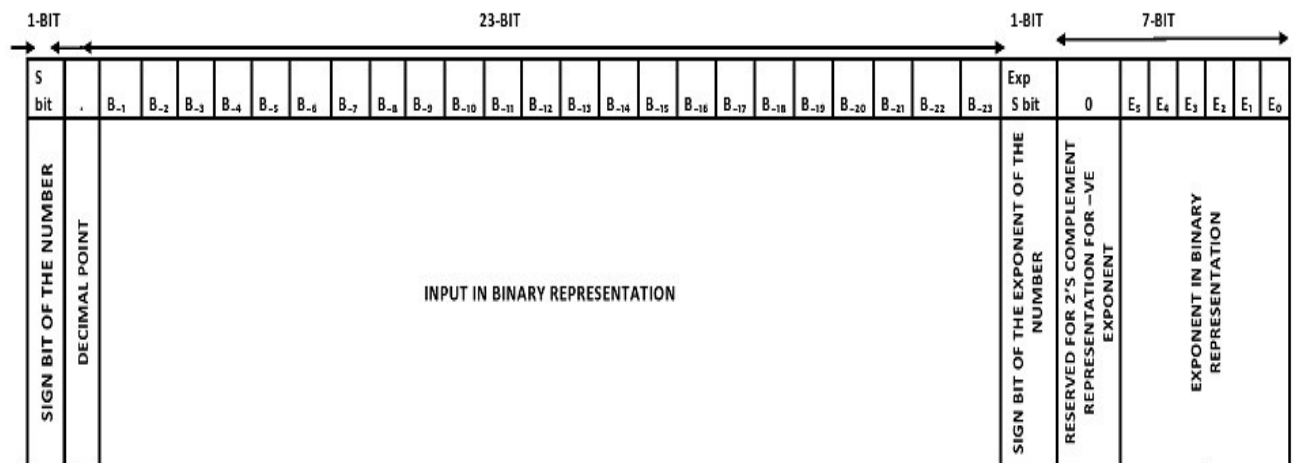 1-BIT 23-BIT 1-BIT 7-BIT
S bit . B₋₁ B₋₂ B₋₃ B₋₄ B₋₅ B₋₆ B₋₇ B₋₈ B₋₉ B₋₁₀ B₋₁₁ B₋₁₂ B₋₁₃ B₋₁₄ B₋₁₅ B₋₁₆ B₋₁₇ B₋₁₈ B₋₁₉ B₋₂₀ B₋₂₁ B₋₂₂ B₋₂₃ Exp S bit 0 E₅ E₄ E₃ E₂ E₁ E₀
SIGN BIT OF THE NUMBER
DECIMAL POINT
INPUT IN BINARY REPRESENTATION
SIGN BIT OF THE EXPONENT OF THE
NUMBER
RESERVED FOR 2'S COMPLEMENT
REPRESENTATION FOR –VE
EXPONENT
EXPONENT IN BINARY
REPRESENTATION